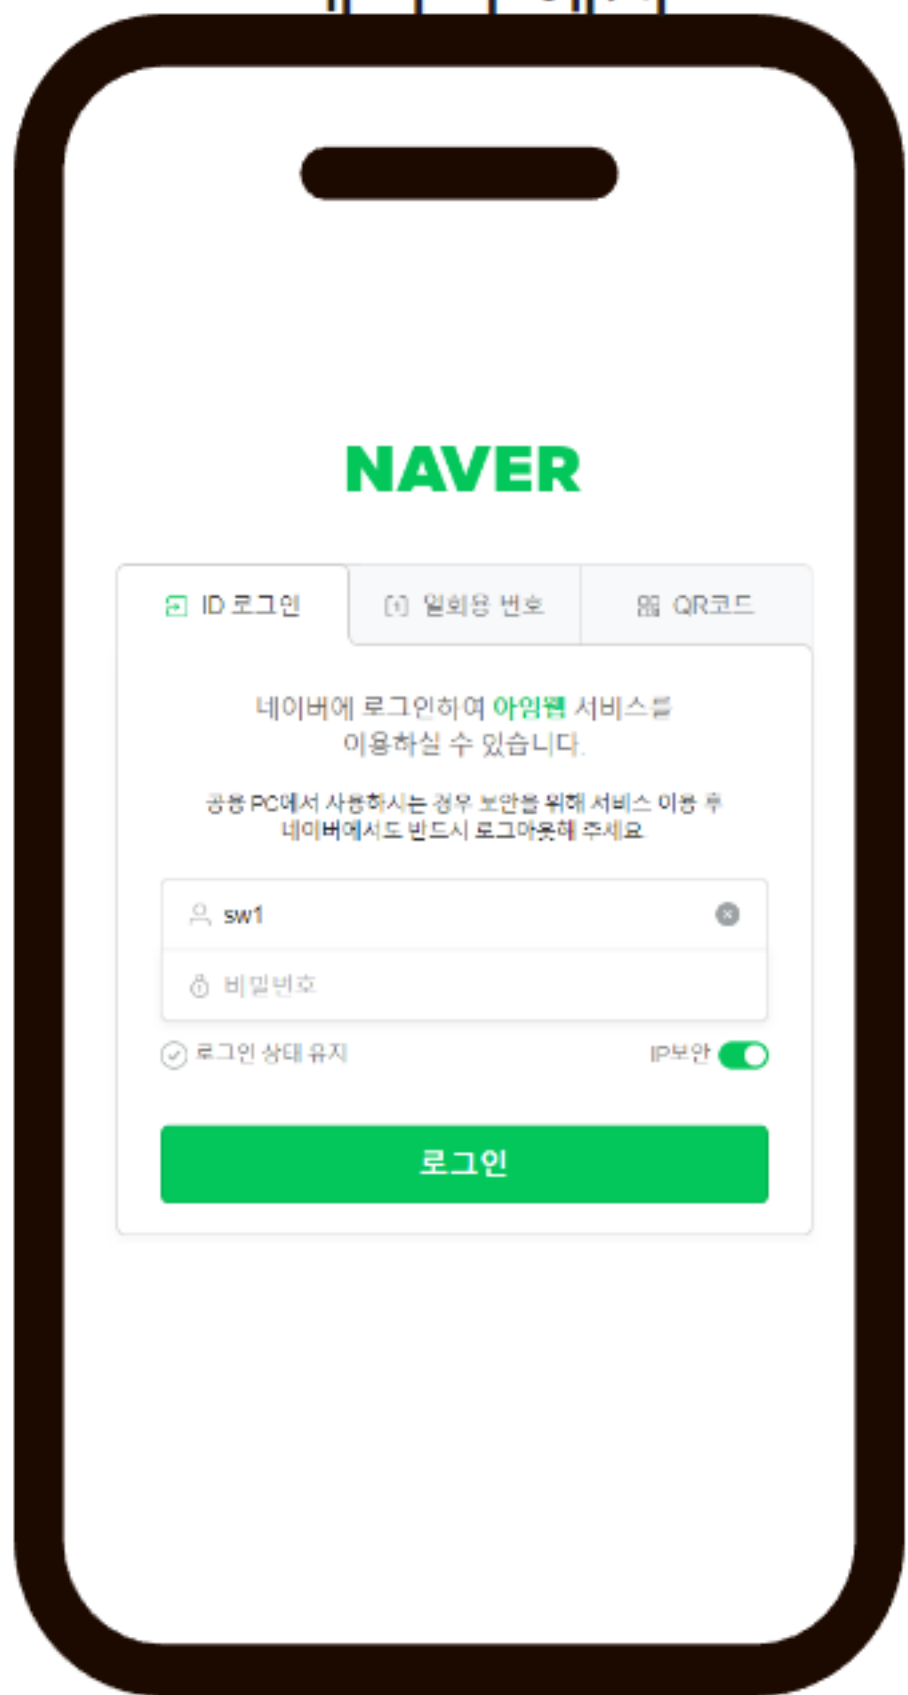 NAVER
ID 로그인
일회용 번호
QR코드
네이버에 로그인하여 아임웹 서비스를
이용하실 수 있습니다.
공용 PC에서 사용하시는 경우 보안을 위해 서비스 이용 후
네이버에서도 반드시 로그아웃해 주세요.
sw1
비밀번호
로그인 상태 유지
IP보안
로그인